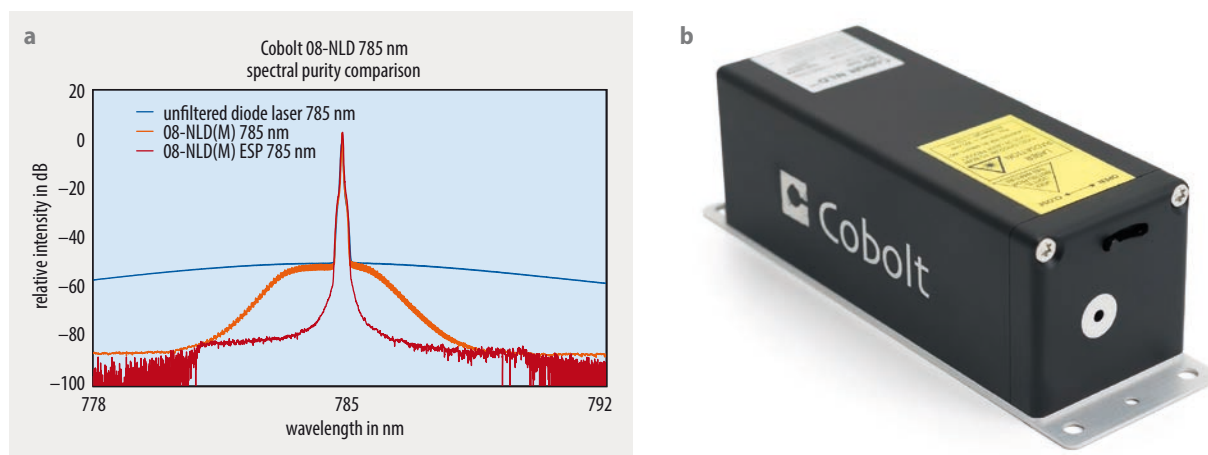 a
Cobolt 08-NLD 785 nm
spectral purity comparison
20
0
−20
−40
−60
−80
−100
relative intensity in dB
unfiltered diode laser 785 nm
08-NLD(M) 785 nm
08-NLD(M) ESP 785 nm
778
785
792
wavelength in nm
b
Cobolt NLD
Cobolt